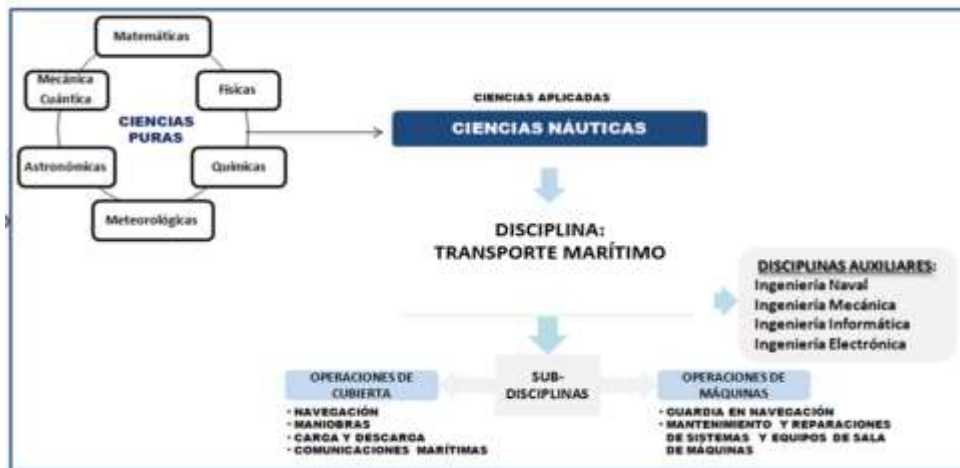 Matemáticas
Mecánica
Cuántica
Físicas
CIENCIAS
PURAS
Astronómicas
Químicas
Meteorológicas
CIENCIAS APLICADAS
CIENCIAS NÁUTICAS
DISCIPLINA:
TRANSPORTE MARÍTIMO
DISCIPLINAS AUXILIARES:
Ingeniería Naval
Ingeniería Mecánica
Ingeniería Informática
Ingeniería Electrónica
SUB-
DISCIPLINAS
OPERACIONES DE
CUBIERTA
• NAVEGACIÓN
• MANIOBRAS
• CARGA Y DESCARGA
• COMUNICACIONES MARÍTIMAS
OPERACIONES DE
MÁQUINAS
• GUARDIA EN NAVEGACIÓN
• MANTENIMIENTO Y REPARACIONES
DE SISTEMAS Y EQUIPOS DE SALA
DE MÁQUINAS